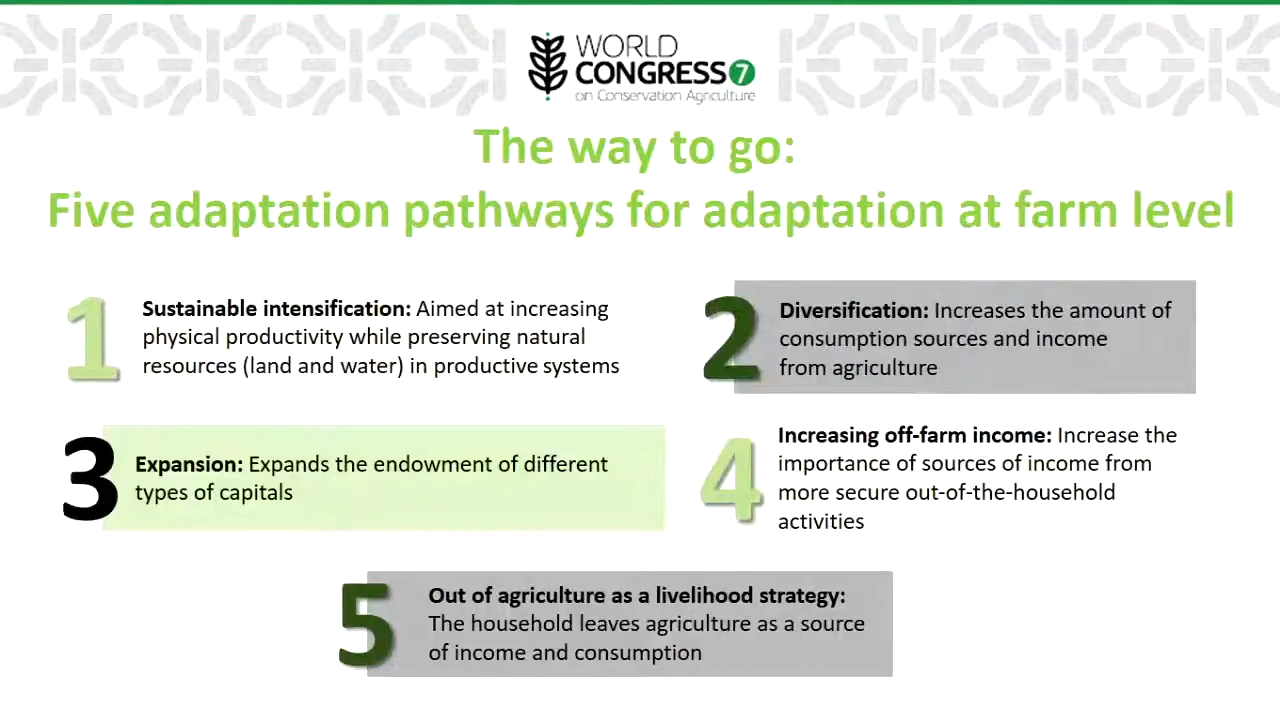 WORLD
CONGRESS 7
on Conservation Agriculture
The way to go:
Five adaptation pathways for adaptation at farm level
1
Sustainable intensification: Aimed at increasing
physical productivity while preserving natural
resources (land and water) in productive systems
2
Diversification: Increases the amount of
consumption sources and income
from agriculture
3
Expansion: Expands the endowment of different
types of capitals
4
Increasing off-farm income: Increase the
importance of sources of income from
more secure out-of-the-household
activities
5
Out of agriculture as a livelihood strategy:
The household leaves agriculture as a source
of income and consumption